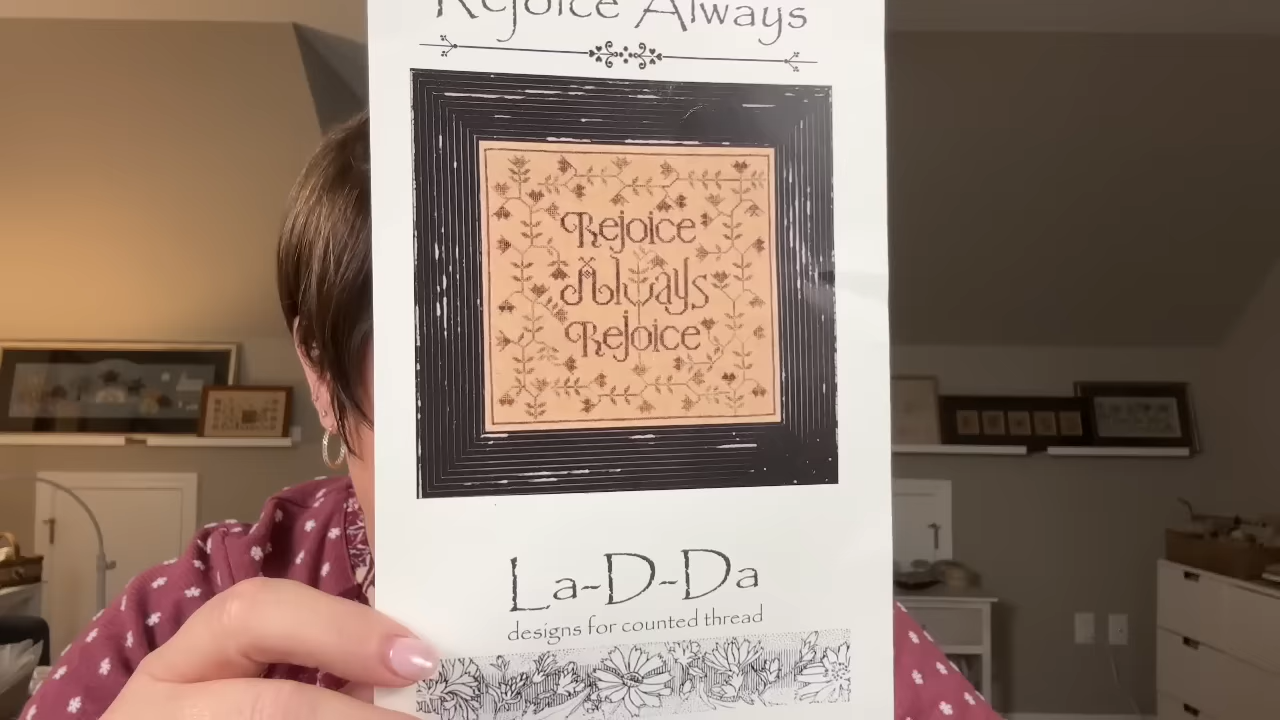 Rejoice Always
Rejoice
Always
Rejoice
La-D-Da
designs for counted thread